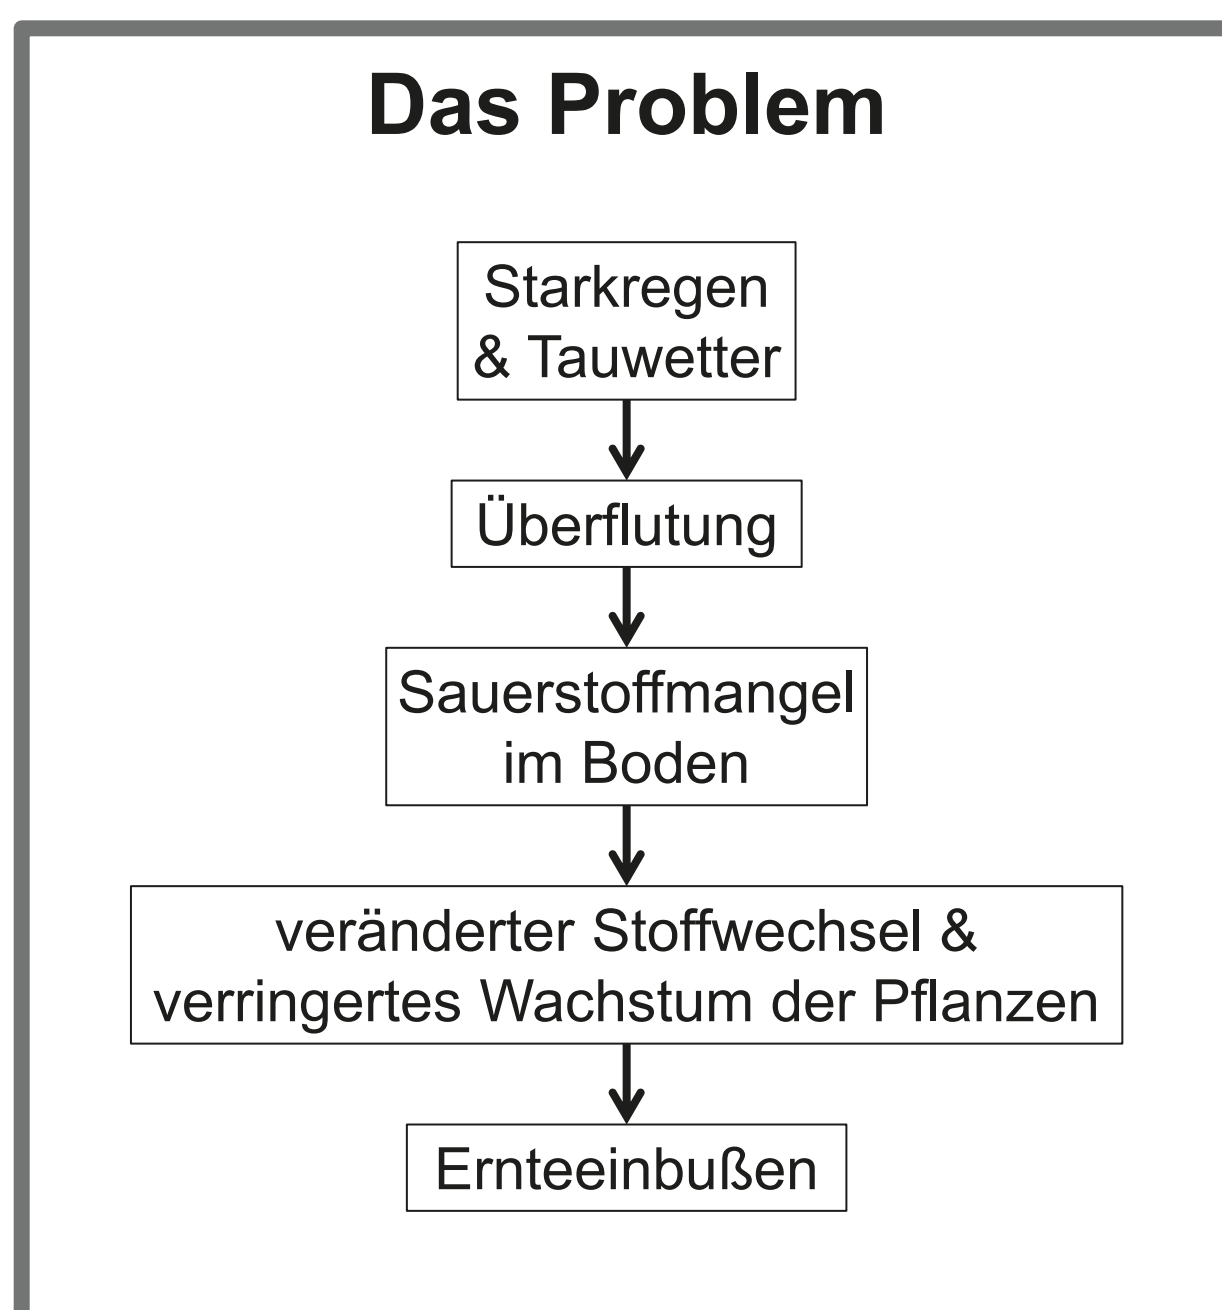 Das Problem
Starkregen
& Tauwetter
Überflutung
Sauerstoffmangel
im Boden
veränderter Stoffwechsel &
verringertes Wachstum der Pflanzen
Ernteeinbußen